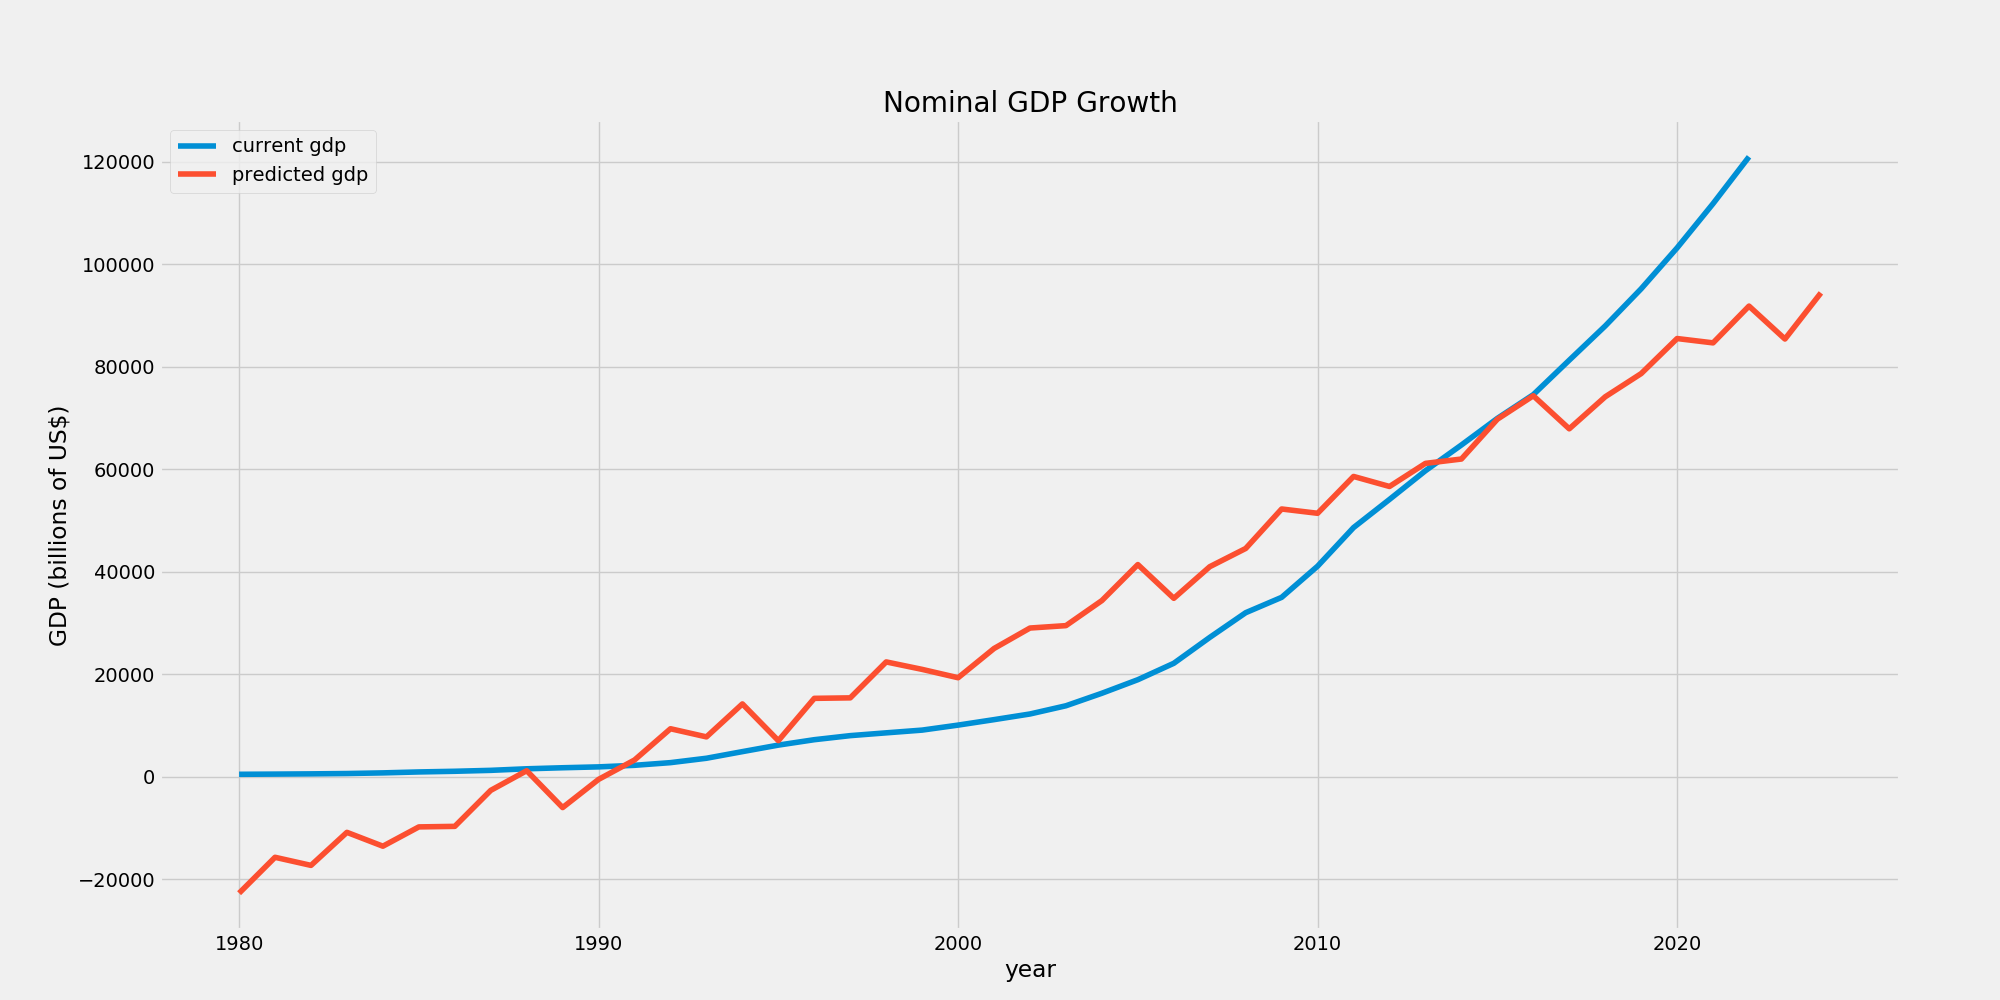 Nominal GDP Growth
current gdp
predicted gdp
120000
100000
80000
60000
40000
20000
0
−20000
GDP (billions of US$)
1980
1990
2000
2010
2020
year